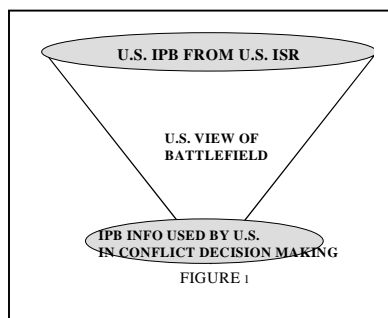 U.S. IPB FROM U.S. ISR
U.S. VIEW OF
BATTLEFIELD
IPB INFO USED BY U.S.
IN CONFLICT DECISION MAKING
FIGURE 1